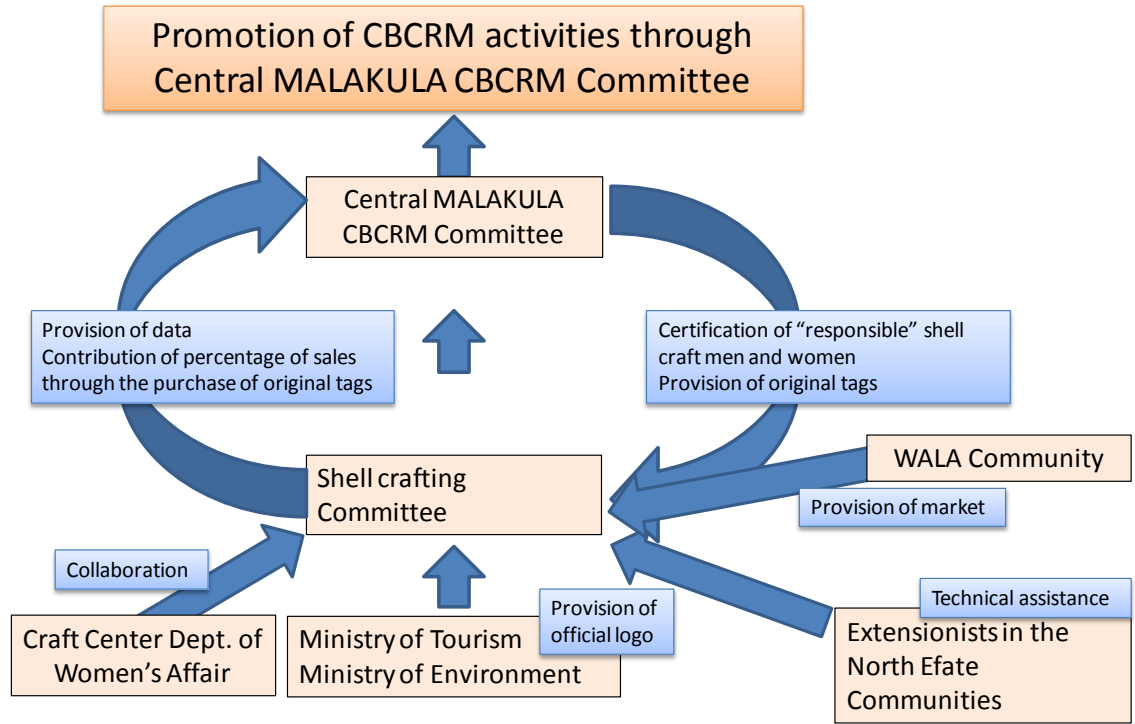 Promotion of CBCRM activities through
Central MALAKULA CBCRM Committee
Central MALAKULA
CBCRM Committee
Provision of data
Contribution of percentage of sales
through the purchase of original tags
Certification of “responsible” shell
craft men and women
Provision of original tags
Shell crafting
Committee
WALA Community
Provision of market
Collaboration
Craft Center Dept. of
Women’s Affair
Ministry of Tourism
Ministry of Environment
Provision of
official logo
Technical assistance
Extensionists in the
North Efate
Communities